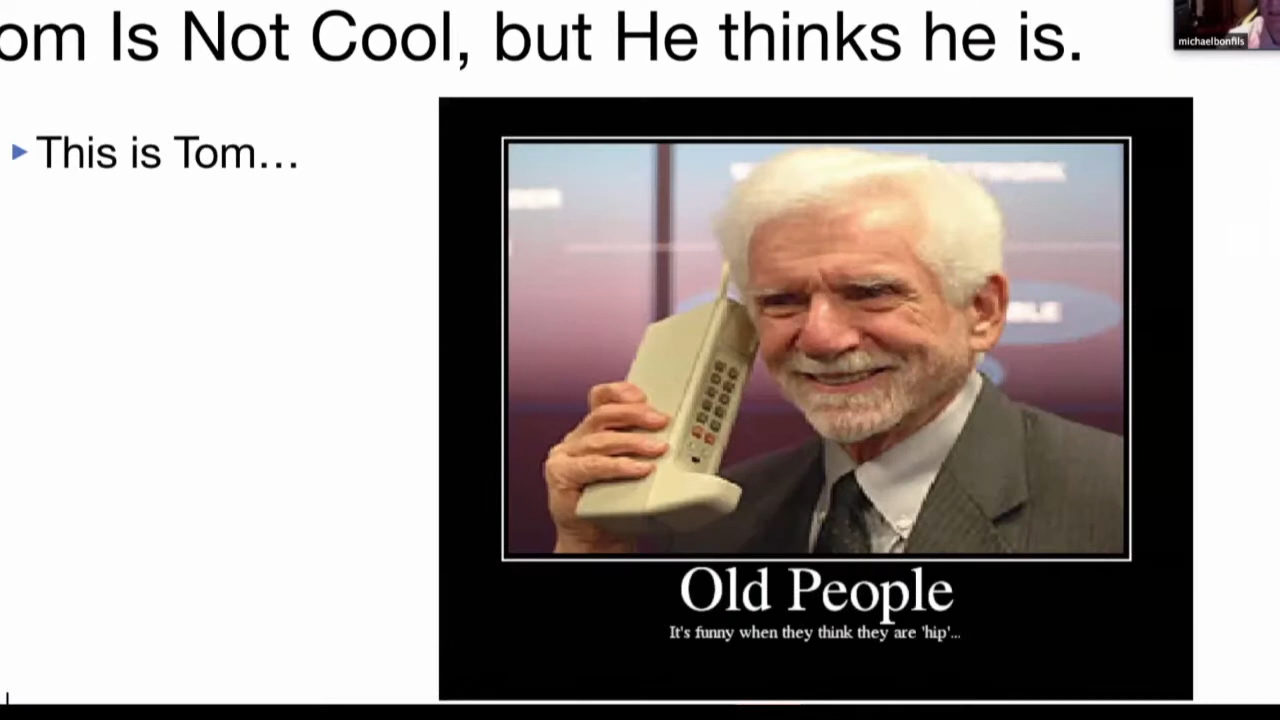 om Is Not Cool, but He thinks he is.
michaelbonfils
This is Tom…
Old People
It's funny when they think they are 'hip'...